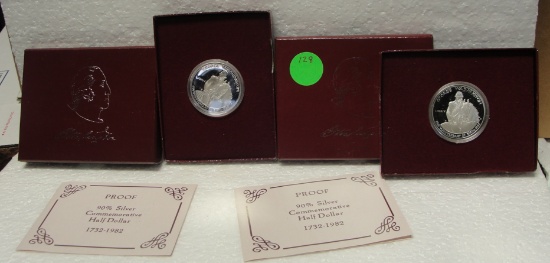 129
PROOF
90% Silver
Commemorative
Half Dollar
1732-1982
PROOF
90% Silver
Commemorative
Half Dollar
1732-1982